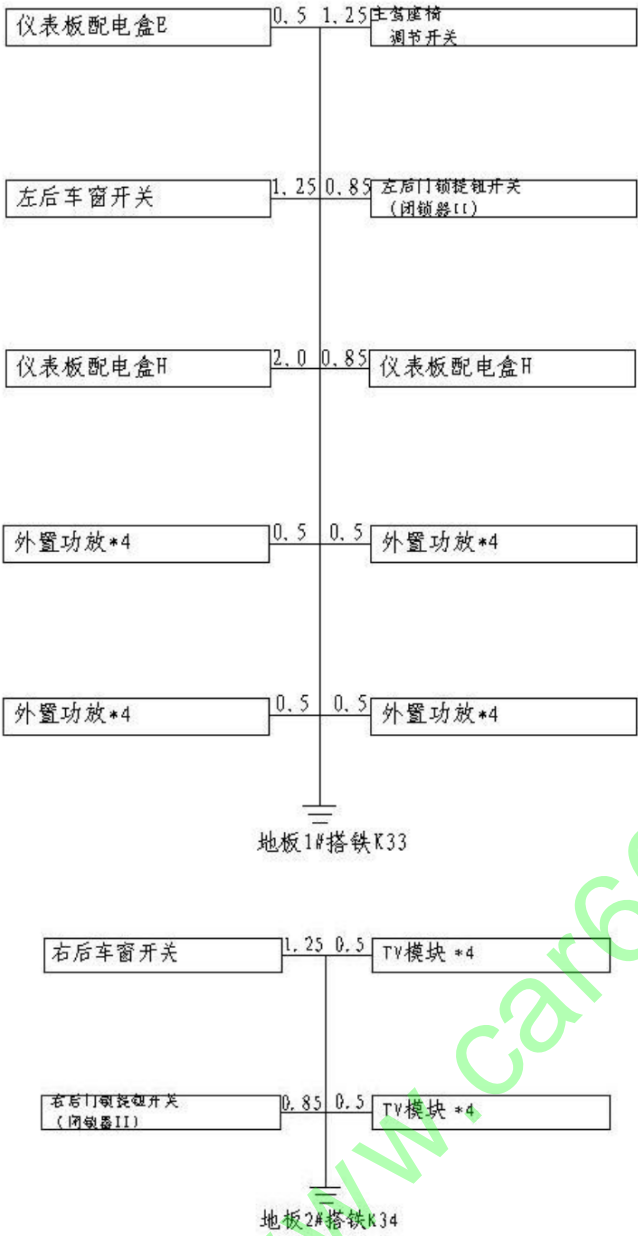 仪表板配电盒E
0.5 1.25
主驾座椅
调节开关
左后车窗开关
1.25 0.85
左后门锁提钮开关
(闭锁器II)
仪表板配电盒H
2.0 0.85
仪表板配电盒H
外置功放*4
0.5 0.5
外置功放*4
外置功放*4
0.5 0.5
外置功放*4
地板1#搭铁K33
右后车窗开关
1.25 0.5
TV模块 *4
右后门锁提钮开关
(闭锁器II)
0.85 0.5
TV模块 *4
地板2#搭铁K34
www.car6